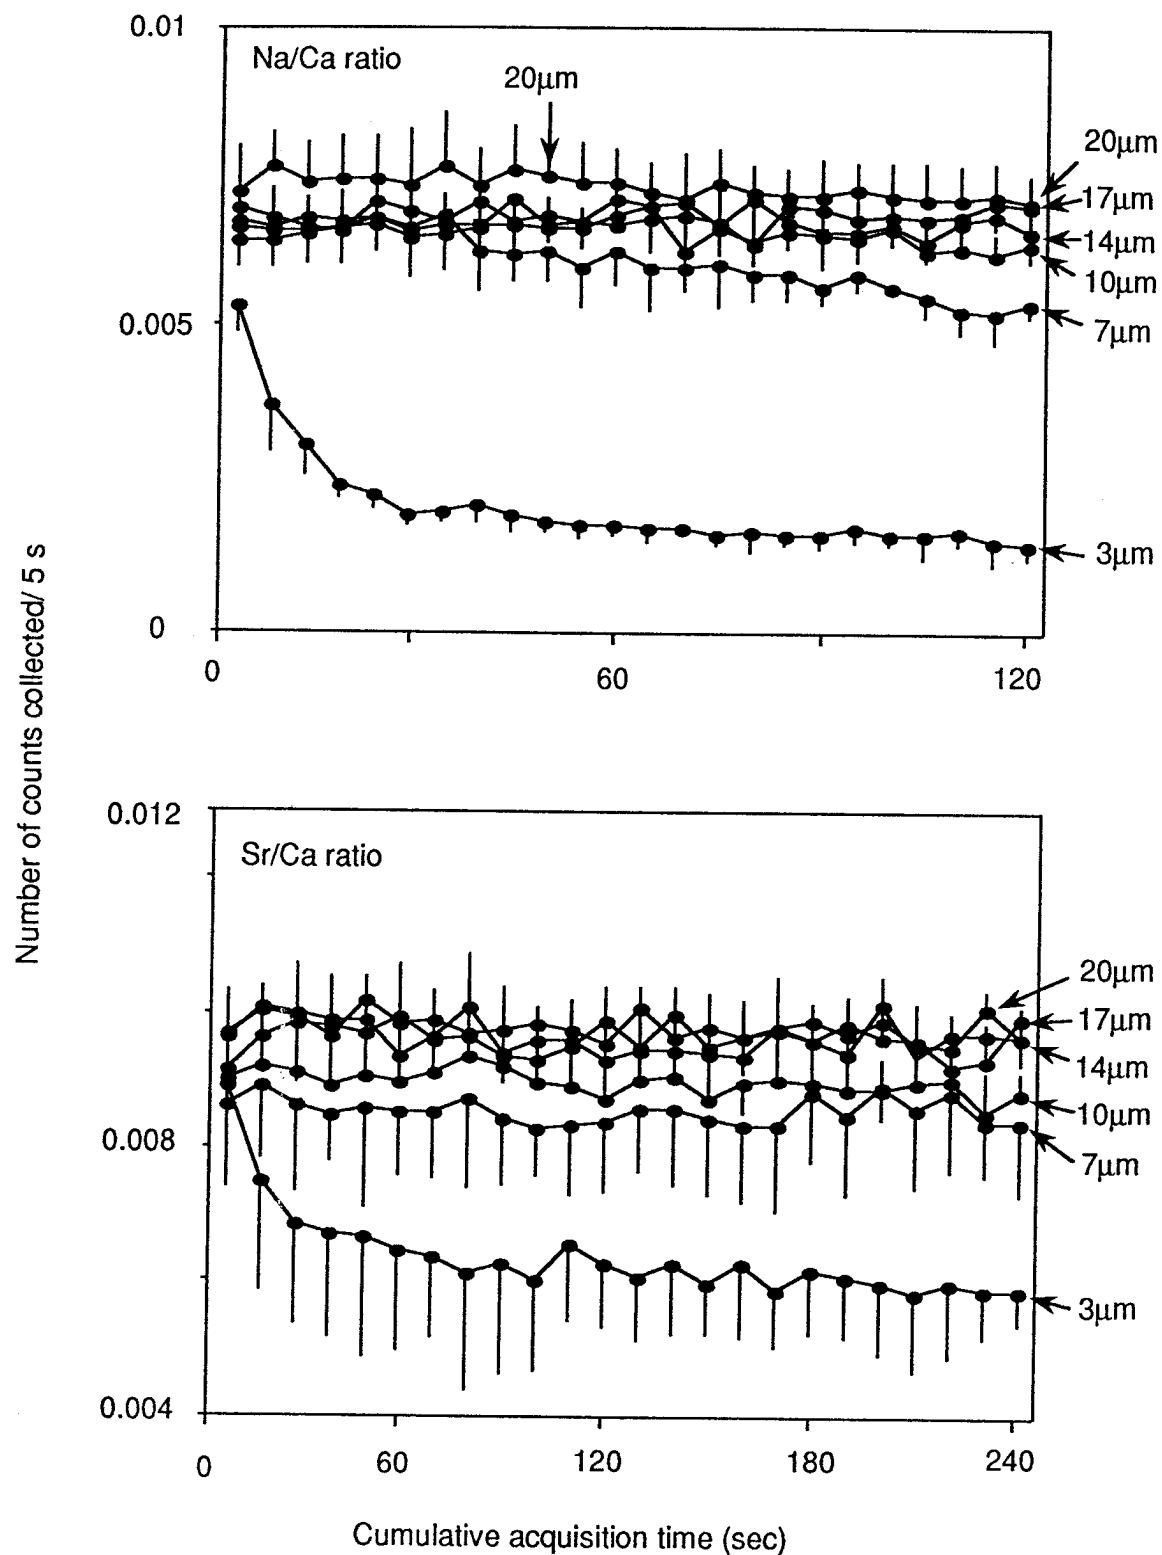 0.01
Na/Ca ratio
20μm
20μm
17μm
14μm
10μm
7μm
0.005
3μm
0
0
60
120
Number of counts collected/ 5 s
0.012
Sr/Ca ratio
20μm
17μm
14μm
10μm
7μm
0.008
3μm
0.004
0
60
120
180
240
Cumulative acquisition time (sec)